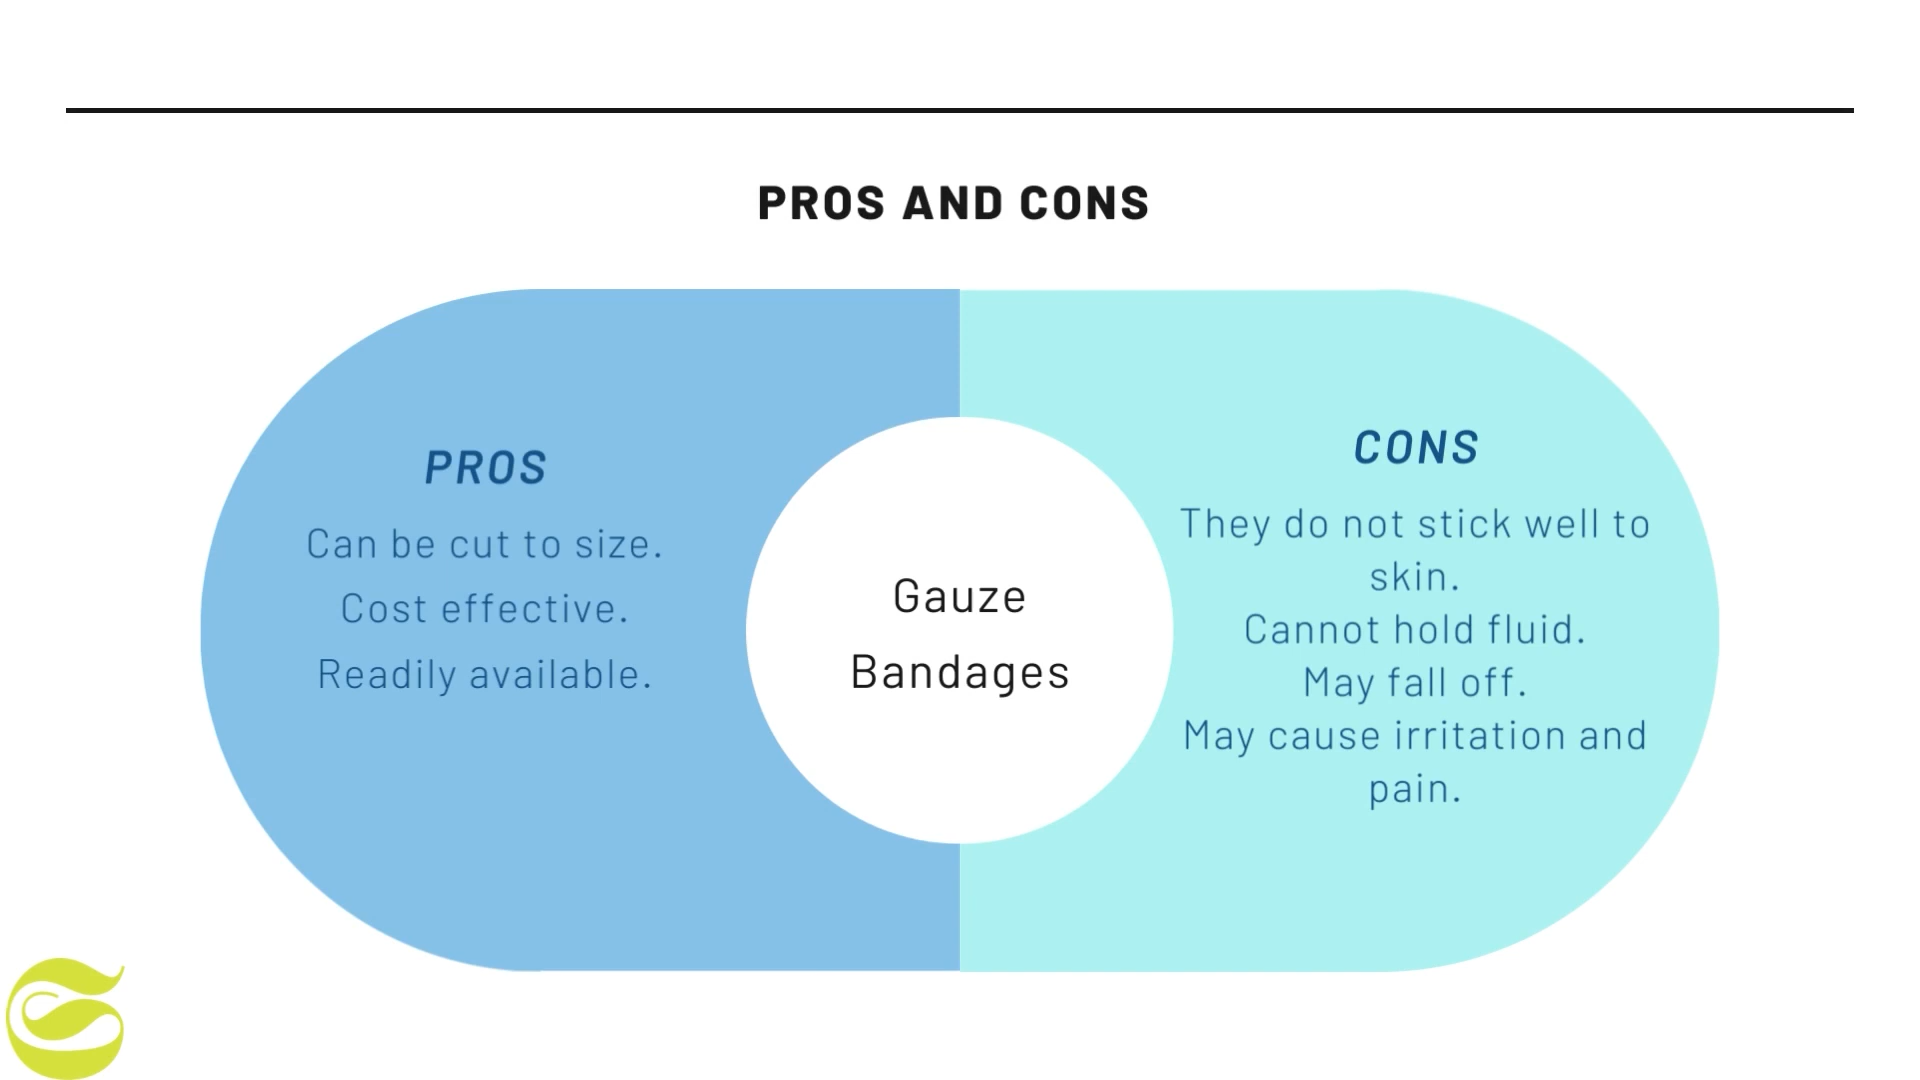 PROS AND CONS
PROS
Can be cut to size.
Cost effective.
Readily available.
Gauze
Bandages
CONS
They do not stick well to
skin.
Cannot hold fluid.
May fall off.
May cause irritation and
pain.